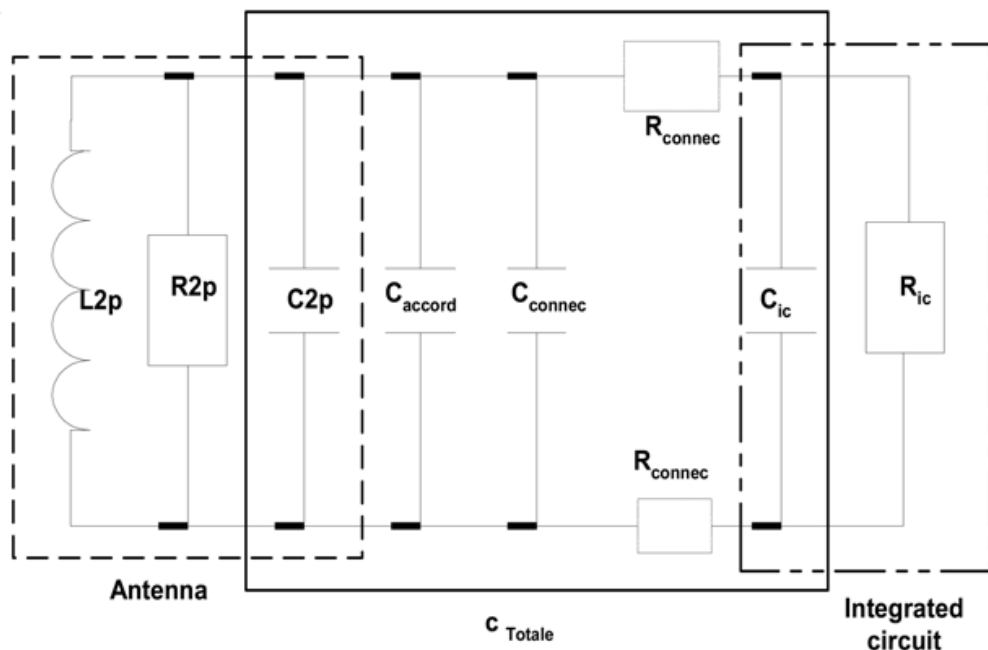 R connec
L2p
R2p
C2p
C accord
C connec
C ic
R ic
R connec
Antenna
c Totale
Integrated
circuit